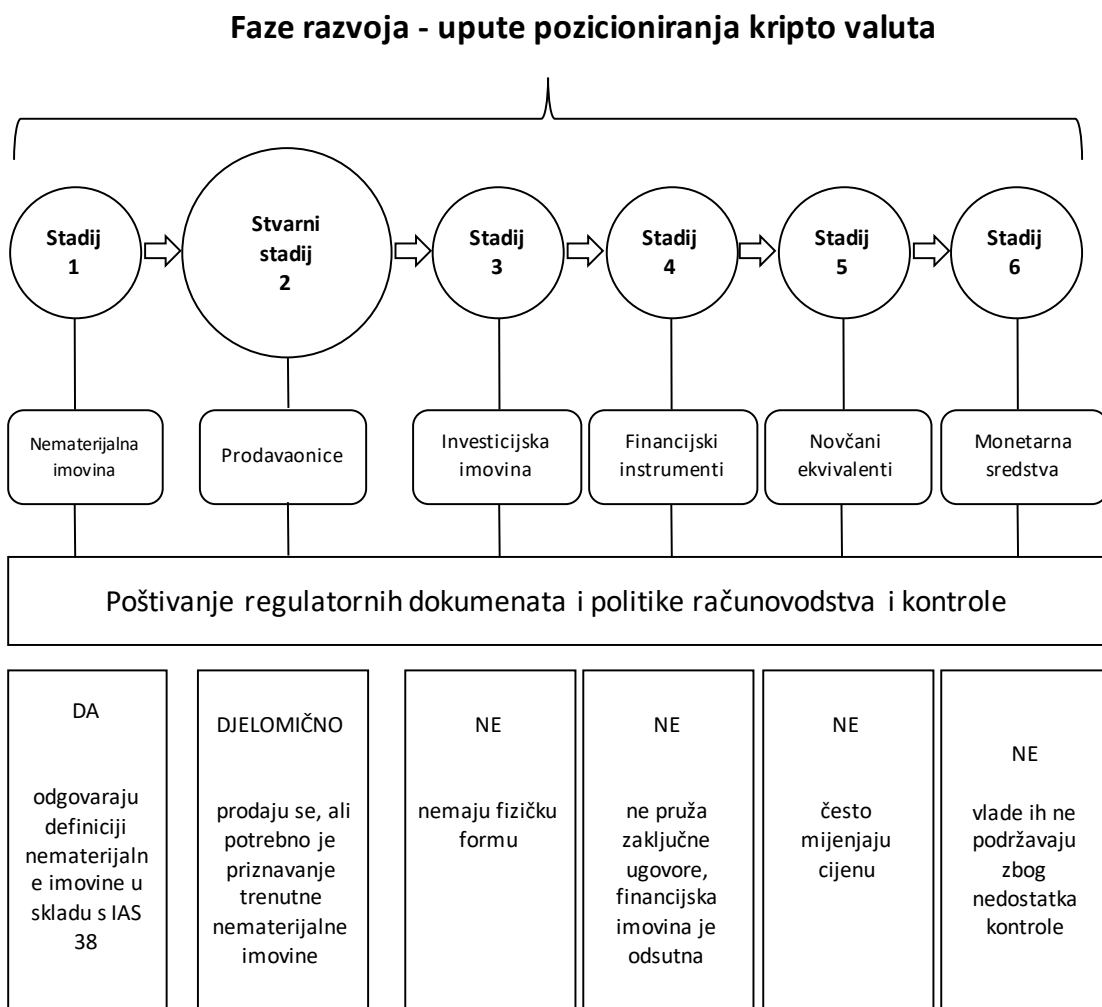 Faze razvoja - upute pozicioniranja kripto valuta
Stadij
1
Stvarni
stadij
2
Stadij
3
Stadij
4
Stadij
5
Stadij
6
Nematerijalna
imovina
Prodavaonice
Investicijska
imovina
Financijski
instrumenti
Novčani
ekvivalenti
Monetarna
sredstva
Poštivanje regulatornih dokumenata i politike računovodstva i kontrole
DA
odgovaraju
definiciji
nematerijaln
e imovine u
skladu s IAS
38
DJELOMIČNO
prodaju se, ali
potrebno je
priznavanje
trenutne
nematerijalne
imovine
NE
nemaju fizičku
formu
NE
ne pruža
zaključne
ugovore,
financijska
imovina je
odsutna
NE
često
mijenjaju
cijenu
NE
vlade ih ne
podržavaju
zbog
nedostatka
kontrole